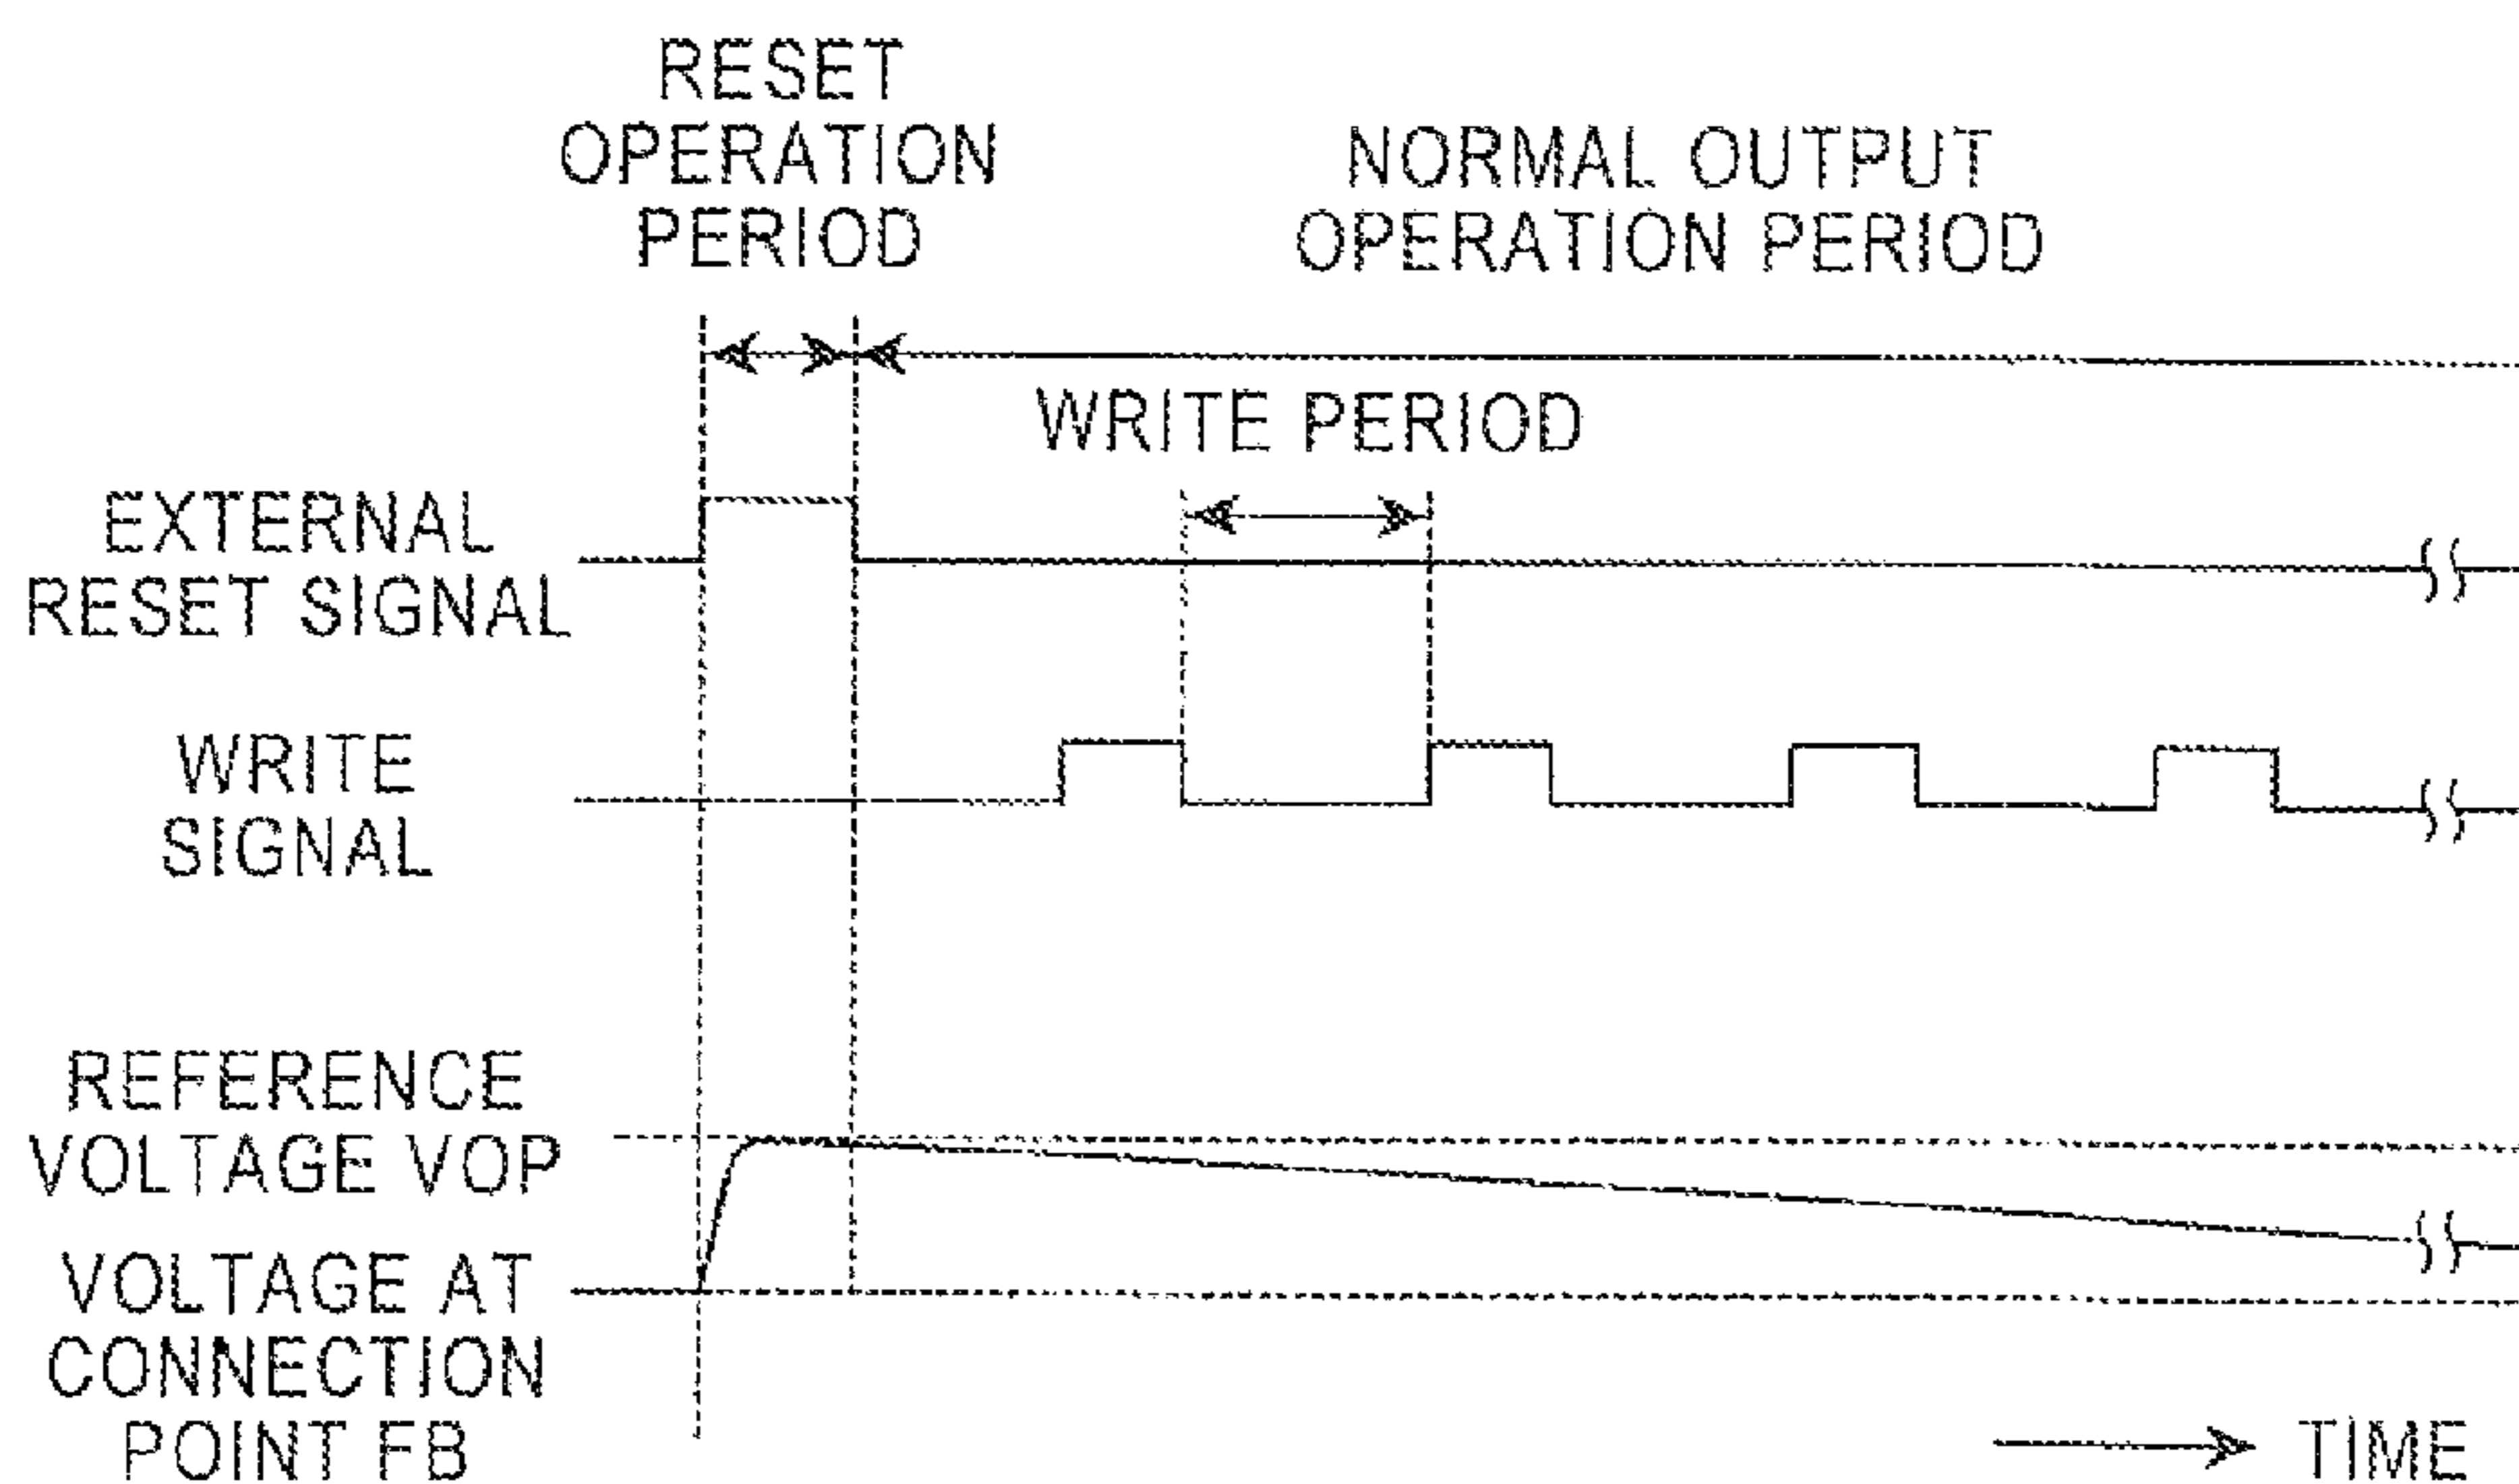 RESET
OPERATION
PERIOD
NORMAL OUTPUT
OPERATION PERIOD
WRITE PERIOD
EXTERNAL
RESET SIGNAL
WRITE
SIGNAL
REFERENCE
VOLTAGE VOP
VOLTAGE AT
CONNECTION
POINT FB
TIME